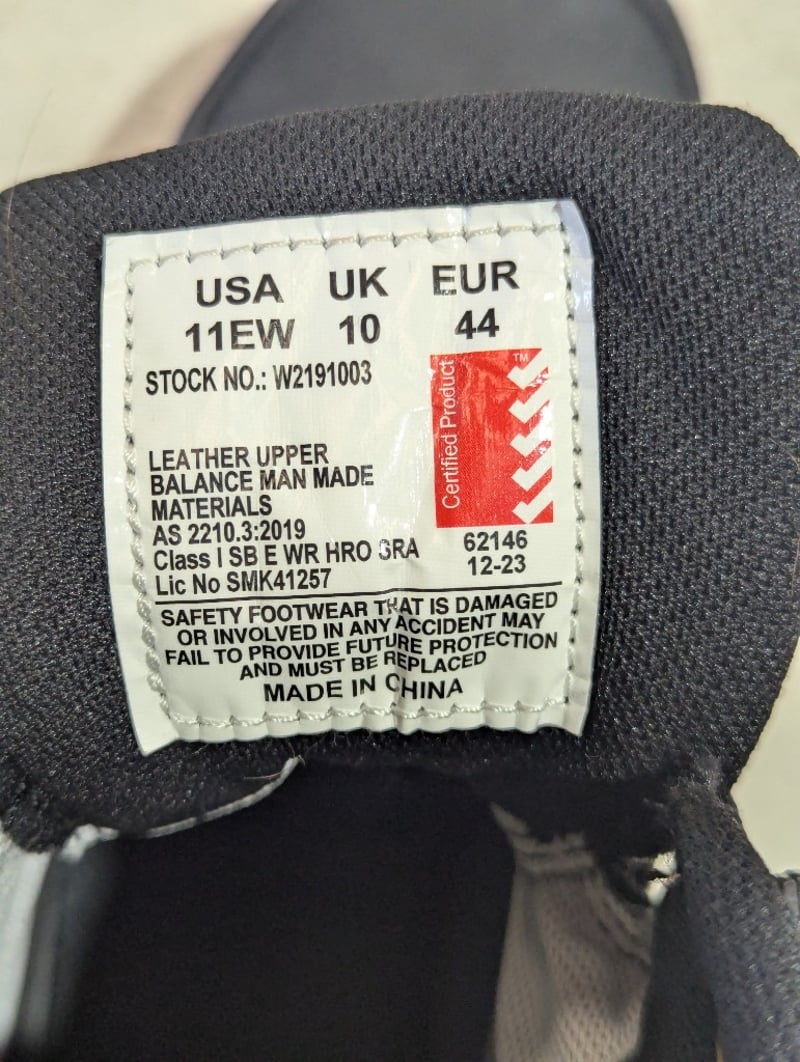 USA UK EUR
11EW 10 44
STOCK NO.: W2191003
TM
Certified Product
LEATHER UPPER
BALANCE MAN MADE
MATERIALS
AS 2210.3:2019
Class I SB E WR HRO SRA
Lic No SMK41257
62146
12-23
SAFETY FOOTWEAR THAT IS DAMAGED
OR INVOLVED IN ANY ACCIDENT MAY
FAIL TO PROVIDE FUTURE PROTECTION
AND MUST BE REPLACED
MADE IN CHINA